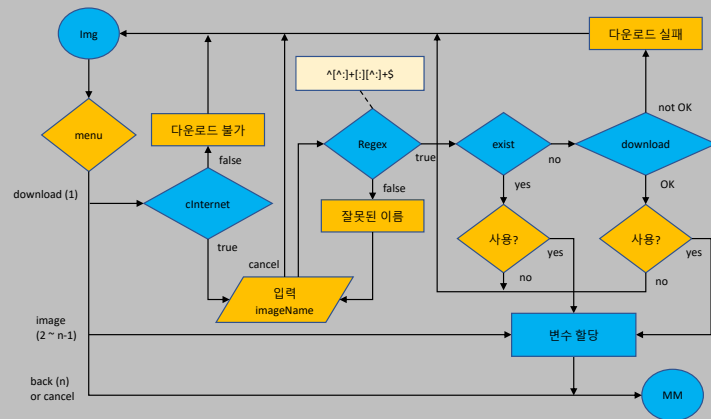 Img
다운로드 실패
^[^:]+[:][^:]+$
not OK
menu
다운로드 불가
Regex
exist
download
false
true
no
download (1)
cInternet
false
yes
OK
잘못된 이름
true
사용?
yes
사용?
yes
cancel
입력
imageName
no
no
image
(2 ~ n-1)
변수 할당
back (n)
or cancel
MM